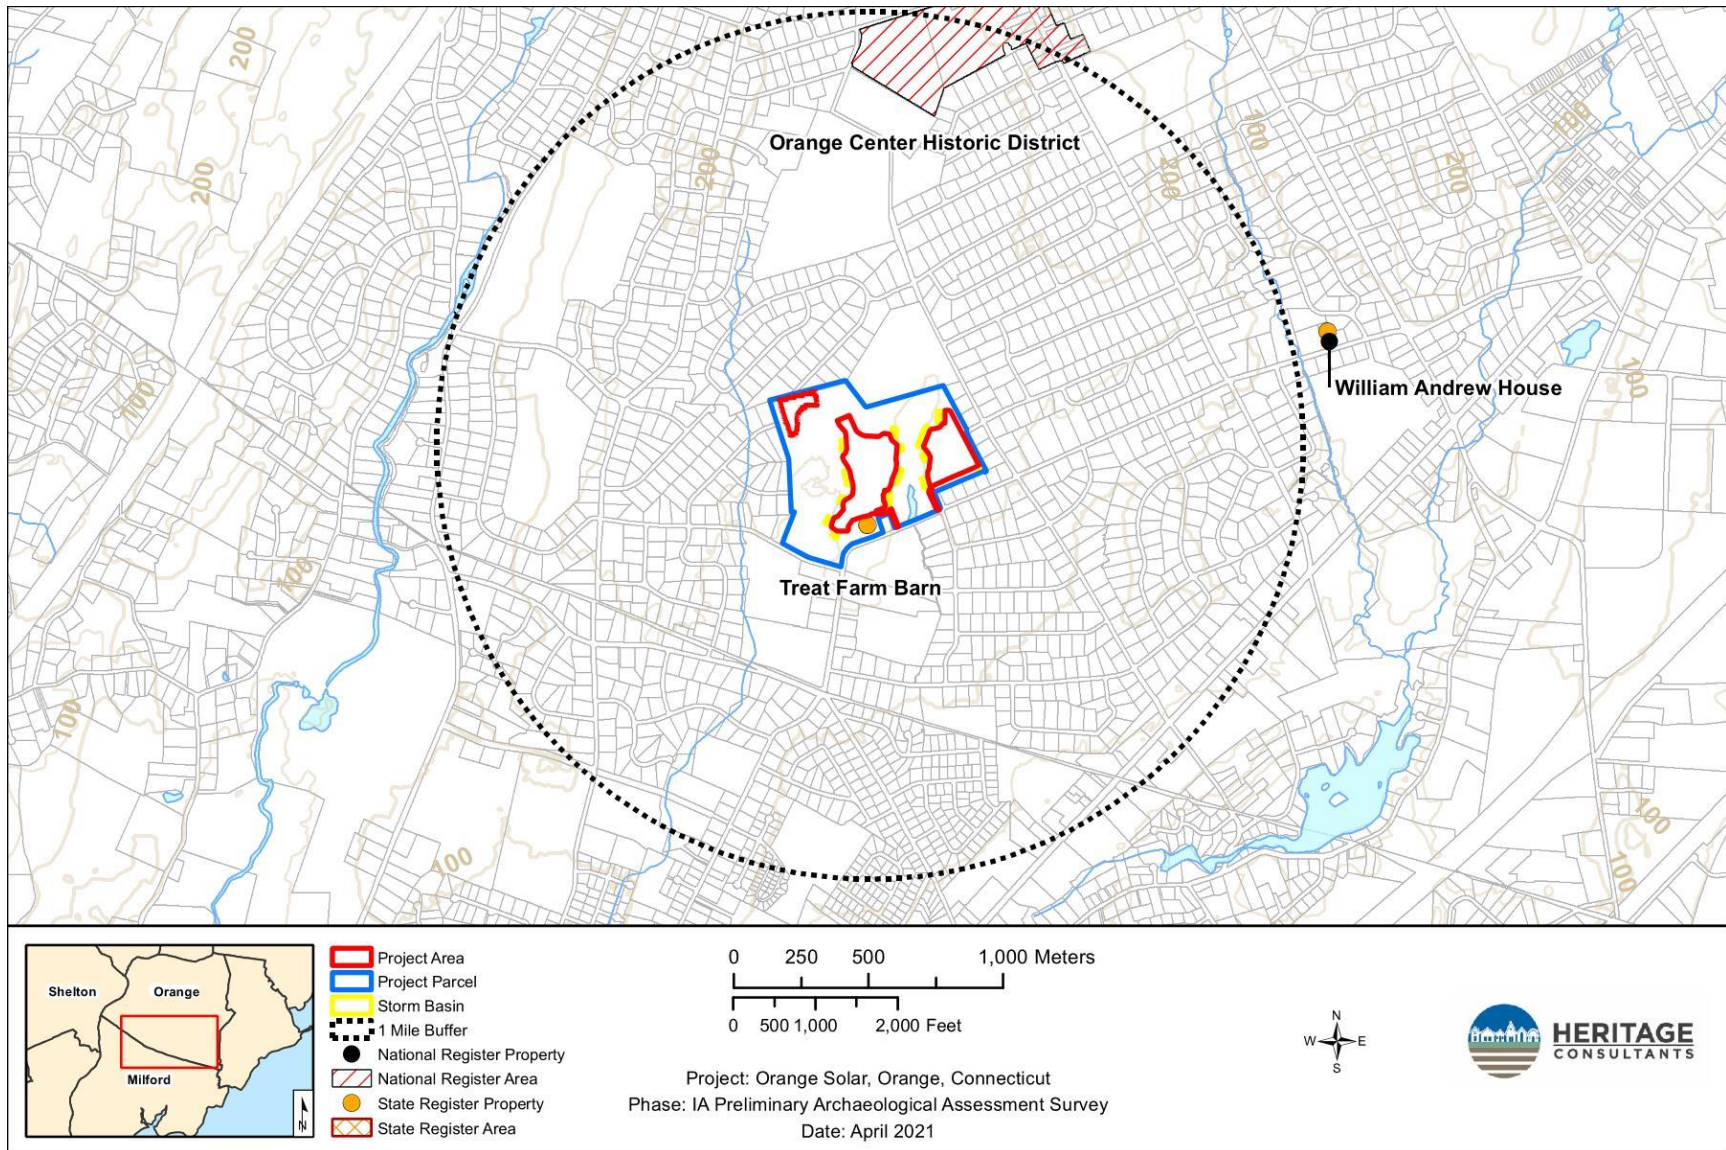 200
200
200
Orange Center Historic District
100
200
200
100
William Andrew House
100
100
100
Treat Farm Barn
100
100
100
100
Shelton
Orange
Milford
N
Project Area
Project Parcel
Storm Basin
1 Mile Buffer
National Register Property
National Register Area
State Register Property
State Register Area
0 250 500 1,000 Meters
0 500 1,000 2,000 Feet
Project: Orange Solar, Orange, Connecticut
Phase: IA Preliminary Archaeological Assessment Survey
Date: April 2021
N
W E
S
HERITAGE
CONSULTANTS